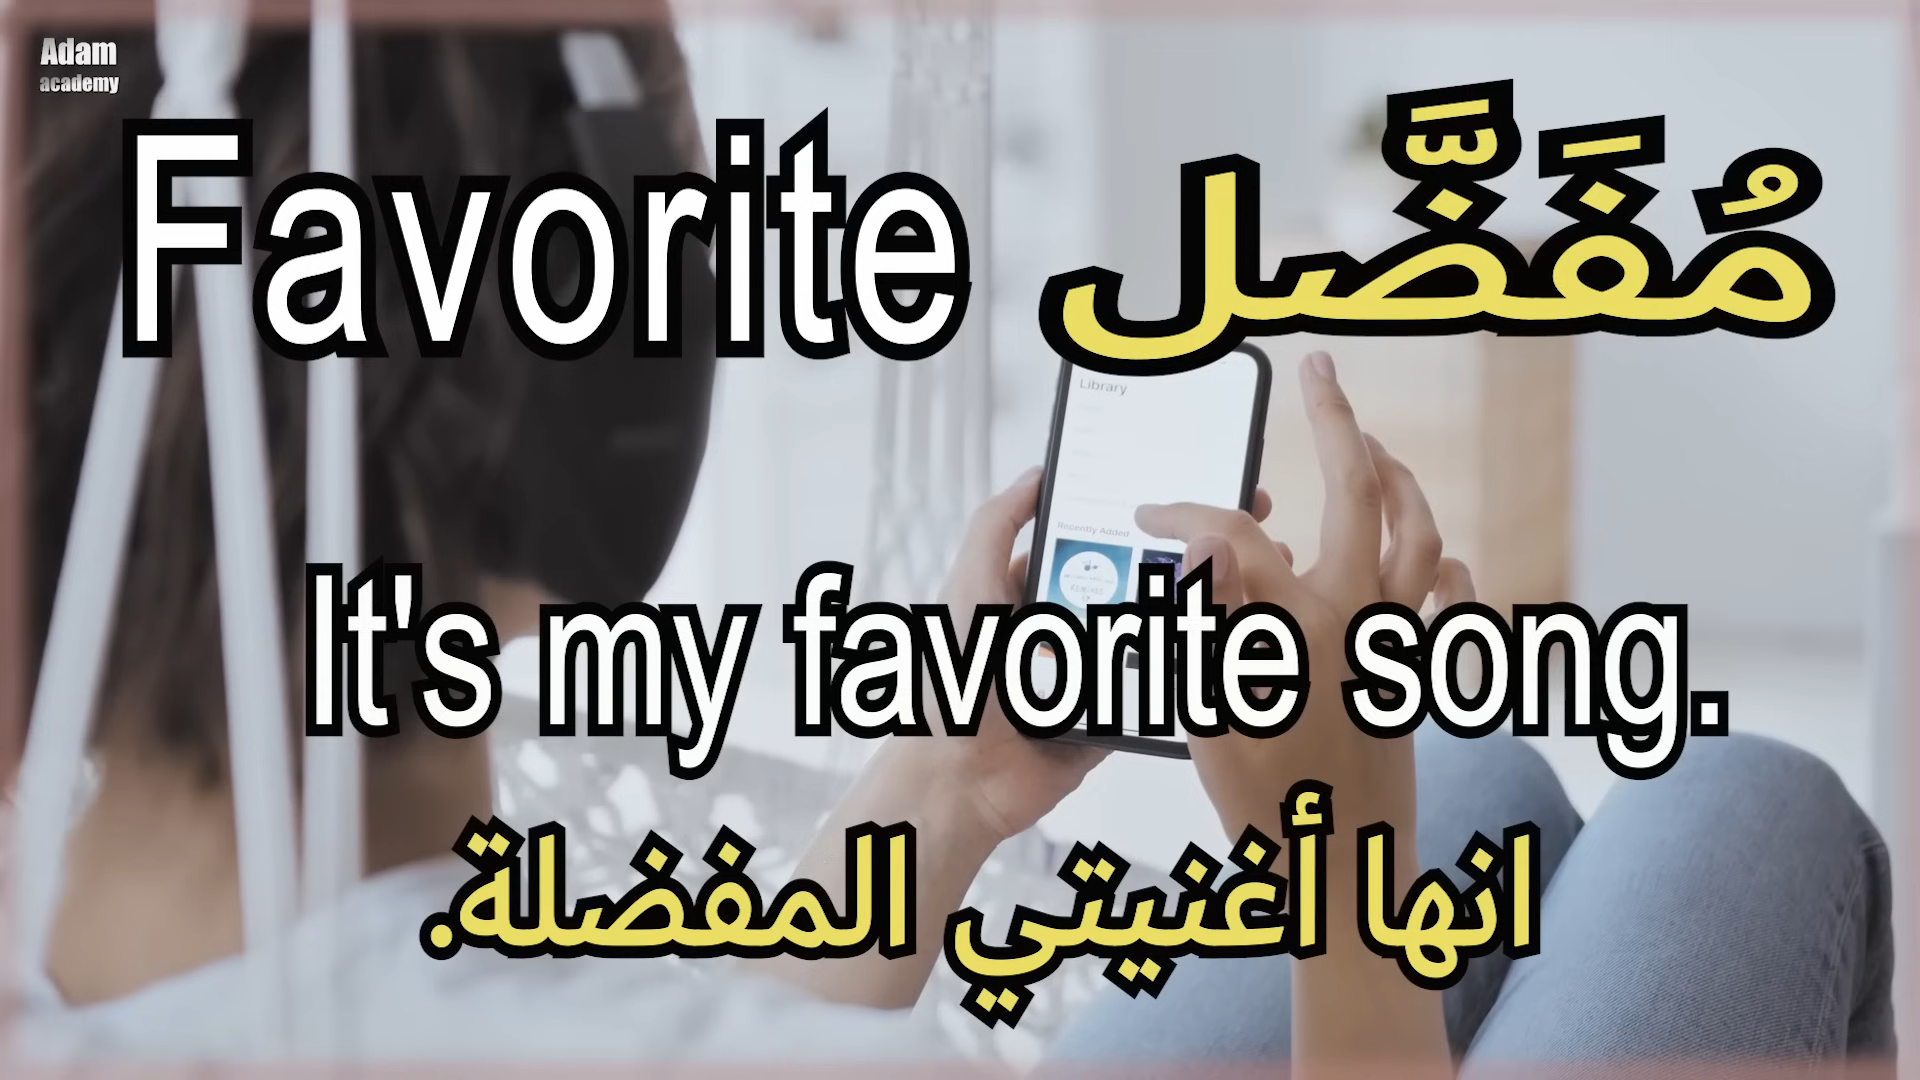 Adam
academy
Favorite مُفَضَّل
Library
Recently Added
It's my favorite song.
انها أغنيتي المفضلة.